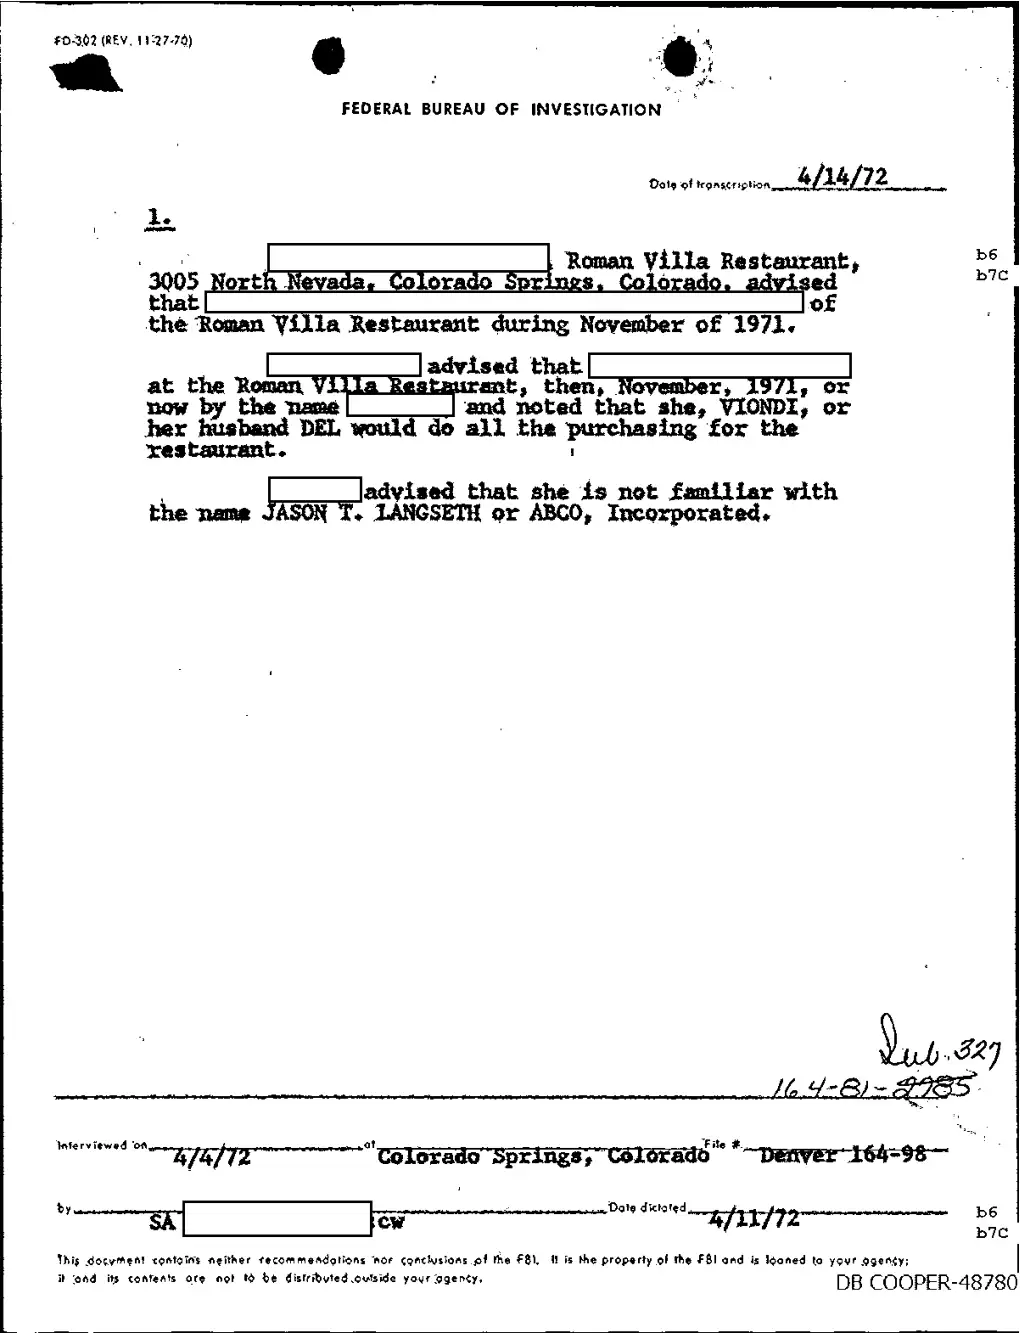 FD-302 (REV. 11-27-70)
FEDERAL BUREAU OF INVESTIGATION
Date of transcription 4/14/72
1.
, Roman Villa Restaurant,
b6
3005 North Nevada, Colorado Springs, Colorado, advised
b7C
that of
the Roman Villa Restaurant during November of 1971.
advised that
at the Roman Villa Restaurant, then, November, 1971, or
now by the name and noted that she, VIONDI, or
her husband DEL would do all the purchasing for the
restaurant.
advised that she is not familiar with
the name JASON T. LANGSETH or ABCO, Incorporated.
Sub. 327
164-81-2785
Interviewed on 4/4/72 at Colorado Springs, Colorado File # Denver 164-98
by SA :cw Date dictated 4/11/72
b6
b7C
This document contains neither recommendations nor conclusions of the FBI. It is the property of the FBI and is loaned to your agency;
it and its contents are not to be distributed outside your agency.
DB COOPER-48780